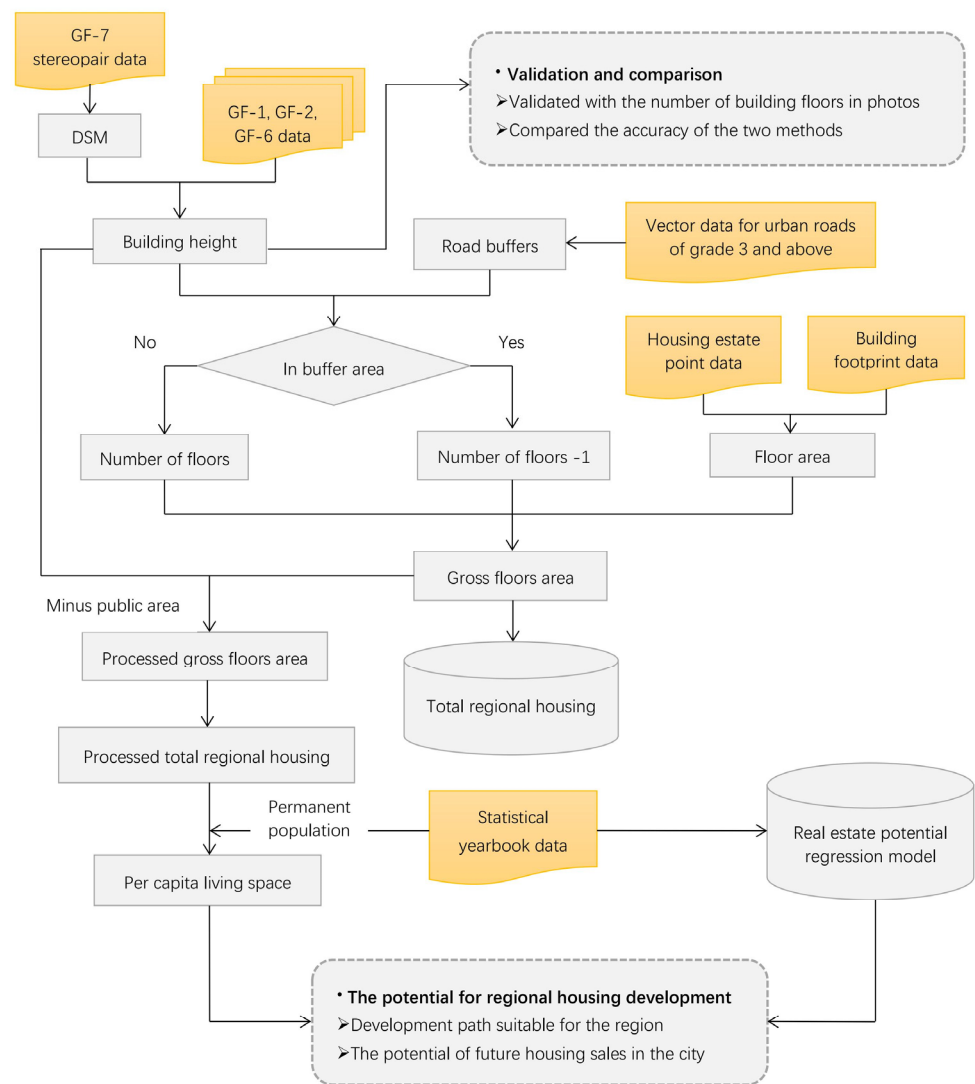 GF-7
stereopair data
GF-1, GF-2,
GF-6 data
DSM
• Validation and comparison
➢Validated with the number of building floors in photos
➢Compared the accuracy of the two methods
Building height
Road buffers
Vector data for urban roads
of grade 3 and above
No
Yes
In buffer area
Housing estate
point data
Building
footprint data
Number of floors
Number of floors -1
Floor area
Gross floors area
Minus public area
Processed gross floors area
Total regional housing
Processed total regional housing
Permanent
population
Statistical
yearbook data
Real estate potential
regression model
Per capita living space
• The potential for regional housing development
➢Development path suitable for the region
➢The potential of future housing sales in the city